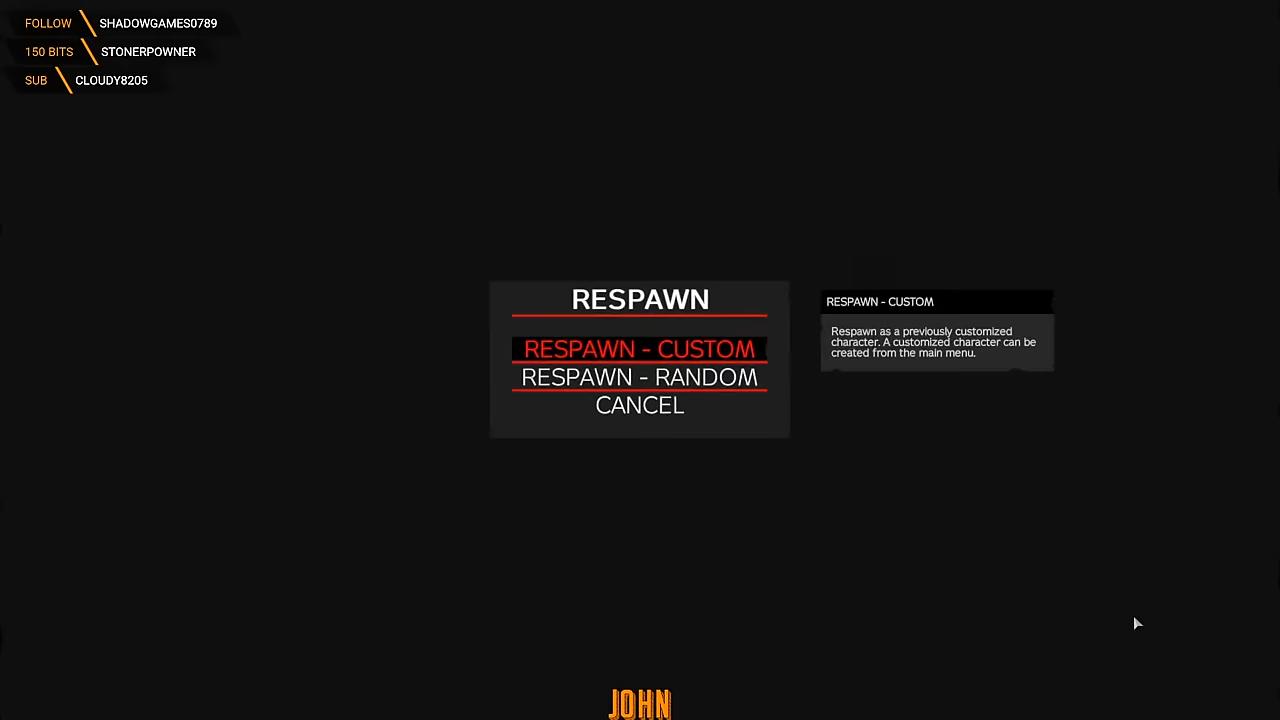 FOLLOW SHADOWGAMES0789
150 BITS STONERPOWNER
SUB CLOUDY8205
RESPAWN
RESPAWN - CUSTOM
RESPAWN - RANDOM
CANCEL
RESPAWN - CUSTOM
Respawn as a previously customized
character. A customized character can be
created from the main menu.
JOHN